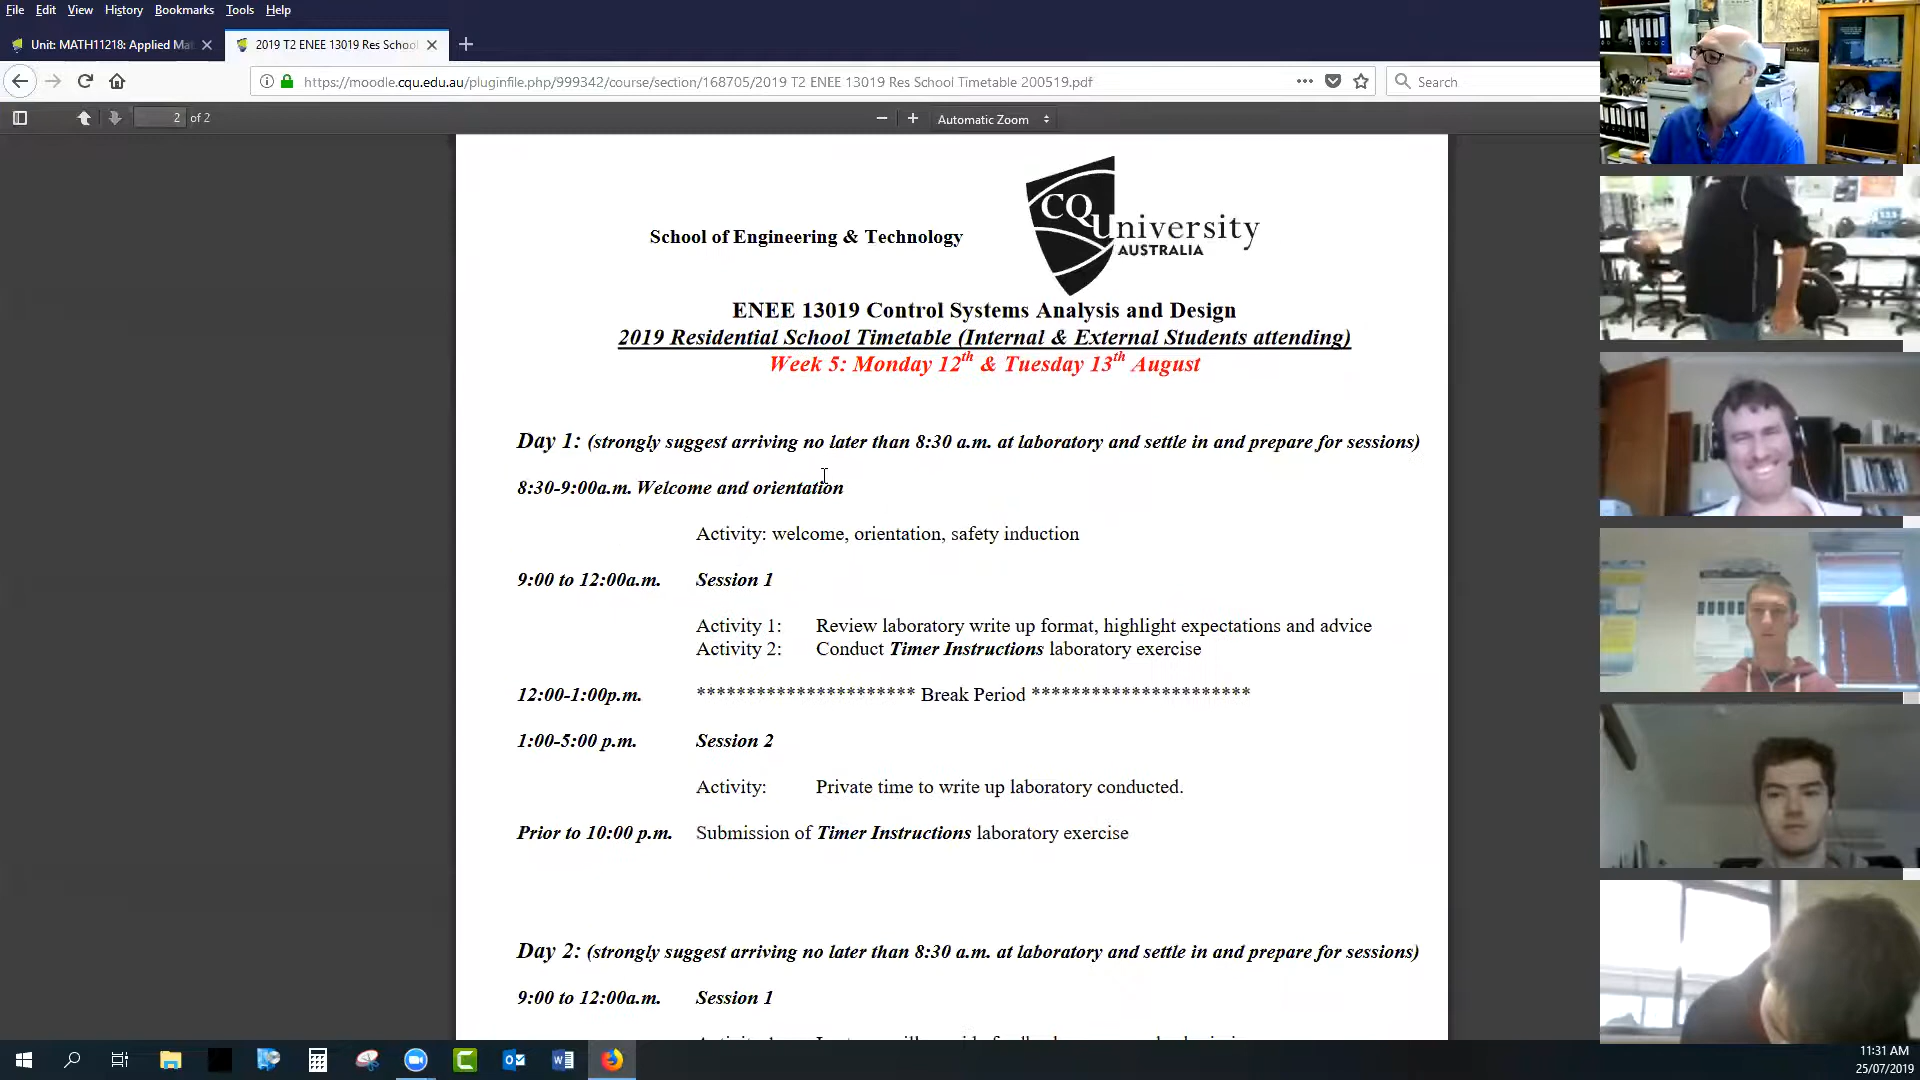 File Edit View History Bookmarks Tools Help
Unit: MATH11218: Applied Ma
2019 T2 ENEE 13019 Res School
https://moodle.cqu.edu.au/pluginfile.php/999342/course/section/168705/2019 T2 ENEE 13019 Res School Timetable 200519.pdf
Search
2 of 2
Automatic Zoom
School of Engineering & Technology
CQUniversity
AUSTRALIA
ENEE 13019 Control Systems Analysis and Design
2019 Residential School Timetable (Internal & External Students attending)
Week 5: Monday 12th & Tuesday 13th August
Day 1: (strongly suggest arriving no later than 8:30 a.m. at laboratory and settle in and prepare for sessions)
8:30-9:00a.m. Welcome and orientation
Activity: welcome, orientation, safety induction
9:00 to 12:00a.m. Session 1
Activity 1: Review laboratory write up format, highlight expectations and advice
Activity 2: Conduct Timer Instructions laboratory exercise
12:00-1:00p.m. ********************** Break Period **********************
1:00-5:00 p.m. Session 2
Activity: Private time to write up laboratory conducted.
Prior to 10:00 p.m. Submission of Timer Instructions laboratory exercise
Day 2: (strongly suggest arriving no later than 8:30 a.m. at laboratory and settle in and prepare for sessions)
9:00 to 12:00a.m. Session 1
11:31 AM
25/07/2019